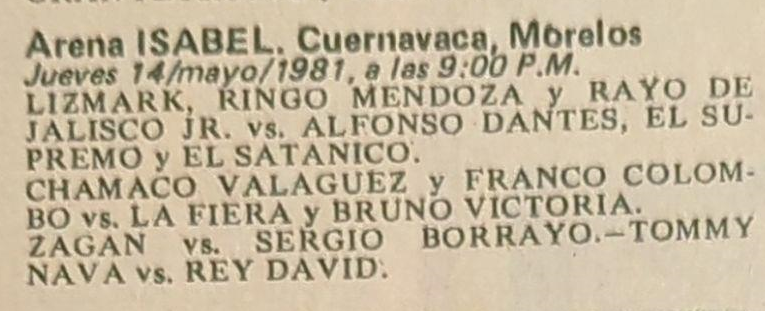 Arena ISABEL. Cuernavaca, Morelos
Jueves 14/mayo/1981, a las 9:00 P.M.
LIZMARK, RINGO MENDOZA y RAYO DE
JALISCO JR. vs. ALFONSO DANTES, EL SU-
PREMO y EL SATANICO.
CHAMACO VALAGUEZ y FRANCO COLOM-
BO vs. LA FIERA y BRUNO VICTORIA.
ZAGAN vs. SERGIO BORRAYO.—TOMMY
NAVA vs. REY DAVID.